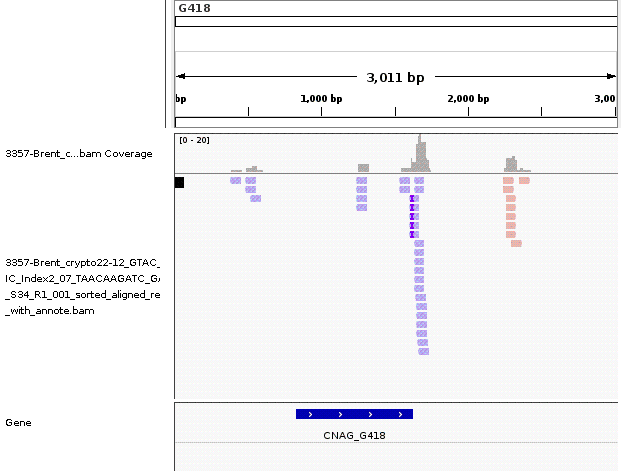 G418
3,011 bp
bp 1,000 bp 2,000 bp 3,00
[0 - 20]
3357-Brent_c...bam Coverage
3357-Brent_crypto22-12_GTAC_
IC_Index2_07_TAACAAGATC_G
_S34_R1_001_sorted_aligned_re
_with_annote.bam
Gene
CNAG_G418